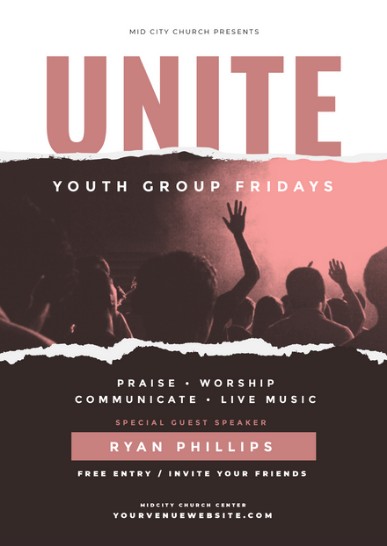 MID CITY CHURCH PRESENTS
UNITE
YOUTH GROUP FRIDAYS
PRAISE • WORSHIP
COMMUNICATE • LIVE MUSIC
SPECIAL GUEST SPEAKER
RYAN PHILLIPS
FREE ENTRY / INVITE YOUR FRIENDS
MIDCITY CHURCH CENTER
YOURVENUEWEBSITE.COM